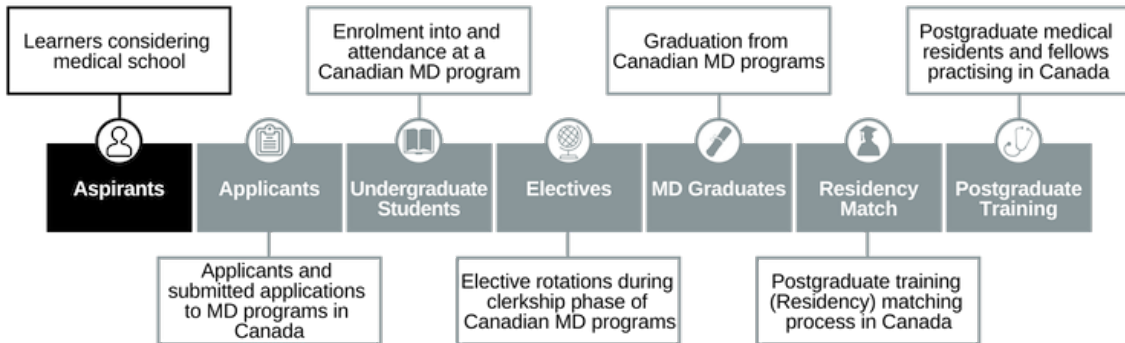 Learners considering
medical school
Enrolment into and
attendance at a
Canadian MD program
Graduation from
Canadian MD programs
Postgraduate medical
residents and fellows
practising in Canada
Aspirants
Applicants
Undergraduate
Students
Electives
MD Graduates
Residency
Match
Postgraduate
Training
Applicants and
submitted applications
to MD programs in
Canada
Elective rotations during
clerkship phase of
Canadian MD programs
Postgraduate training
(Residency) matching
process in Canada